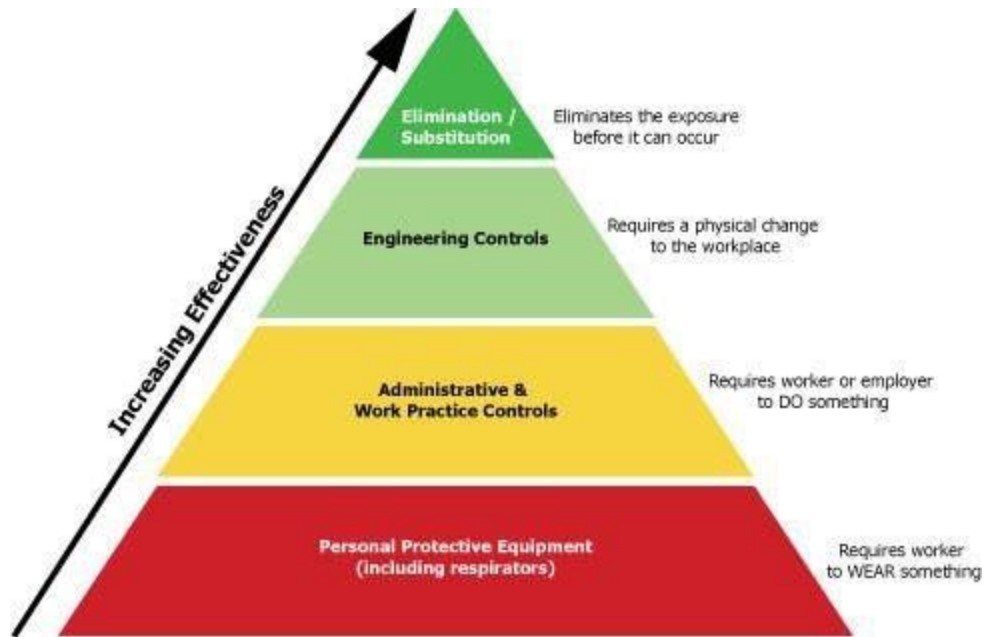 Increasing Effectiveness
Elimination /
Substitution
Eliminates the exposure
before it can occur
Engineering Controls
Requires a physical change
to the workplace
Administrative &
Work Practice Controls
Requires worker or employer
to DO something
Personal Protective Equipment
(including respirators)
Requires worker
to WEAR something